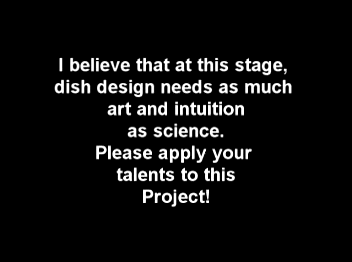 I believe that at this stage,
dish design needs as much
art and intuition
as science.
Please apply your
talents to this
Project!